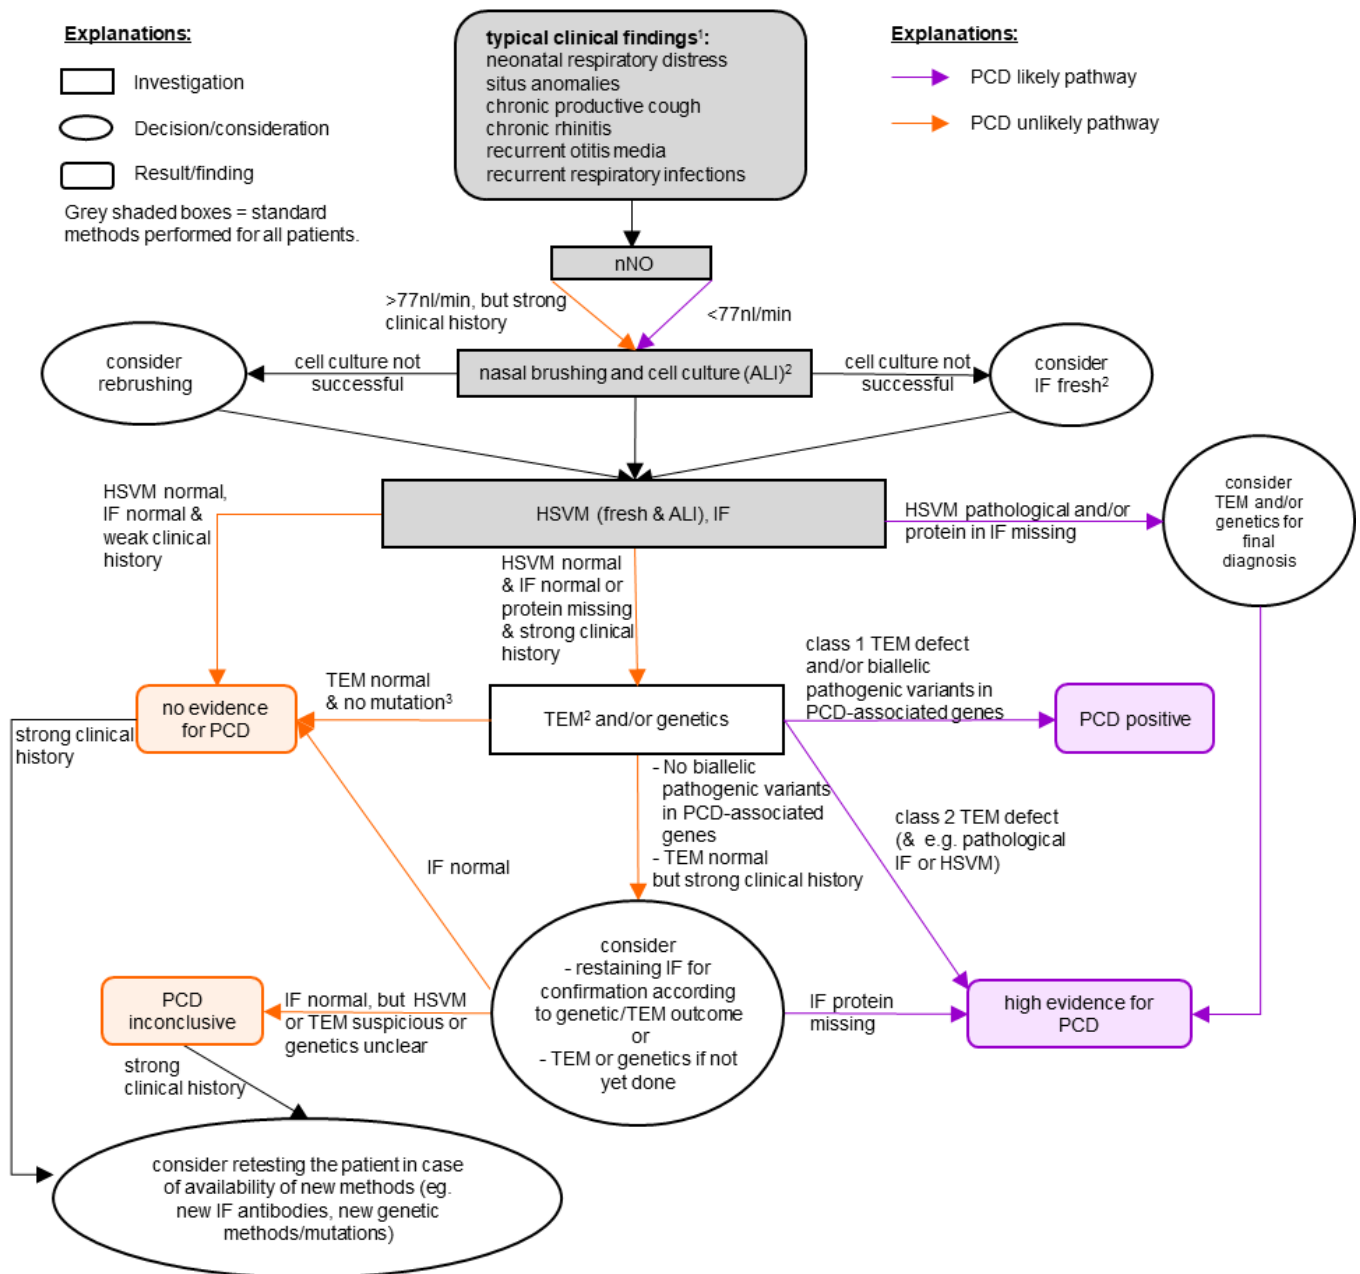 Explanations:
Investigation
Decision/consideration
Result/finding
Grey shaded boxes = standard
methods performed for all patients.
typical clinical findings¹:
neonatal respiratory distress
situs anomalies
chronic productive cough
chronic rhinitis
recurrent otitis media
recurrent respiratory infections
Explanations:
PCD likely pathway
PCD unlikely pathway
nNO
>77nl/min, but strong
clinical history
<77nl/min
consider
rebrushing
cell culture not
successful
nasal brushing and cell culture (ALI)²
cell culture not
successful
consider
IF fresh²
HSVM normal,
IF normal &
weak clinical
history
HSVM (fresh & ALI), IF
HSVM pathological and/or
protein in IF missing
consider
TEM and/or
genetics for
final
diagnosis
HSVM normal
& IF normal or
protein missing
& strong clinical
history
no evidence
for PCD
TEM normal
& no mutation³
TEM² and/or genetics
class 1 TEM defect
and/or biallelic
pathogenic variants in
PCD-associated genes
PCD positive
strong clinical
history
- No biallelic
pathogenic variants
in PCD-associated
genes
- TEM normal
but strong clinical history
class 2 TEM defect
(& e.g. pathological
IF or HSVM)
IF normal
PCD
inconclusive
IF normal, but HSVM
or TEM suspicious or
genetics unclear
consider
- restaining IF for
confirmation according
to genetic/TEM outcome
or
- TEM or genetics if not
yet done
IF protein
missing
high evidence for
PCD
strong
clinical history
consider retesting the patient in case
of availability of new methods (eg.
new IF antibodies, new genetic
methods/mutations)